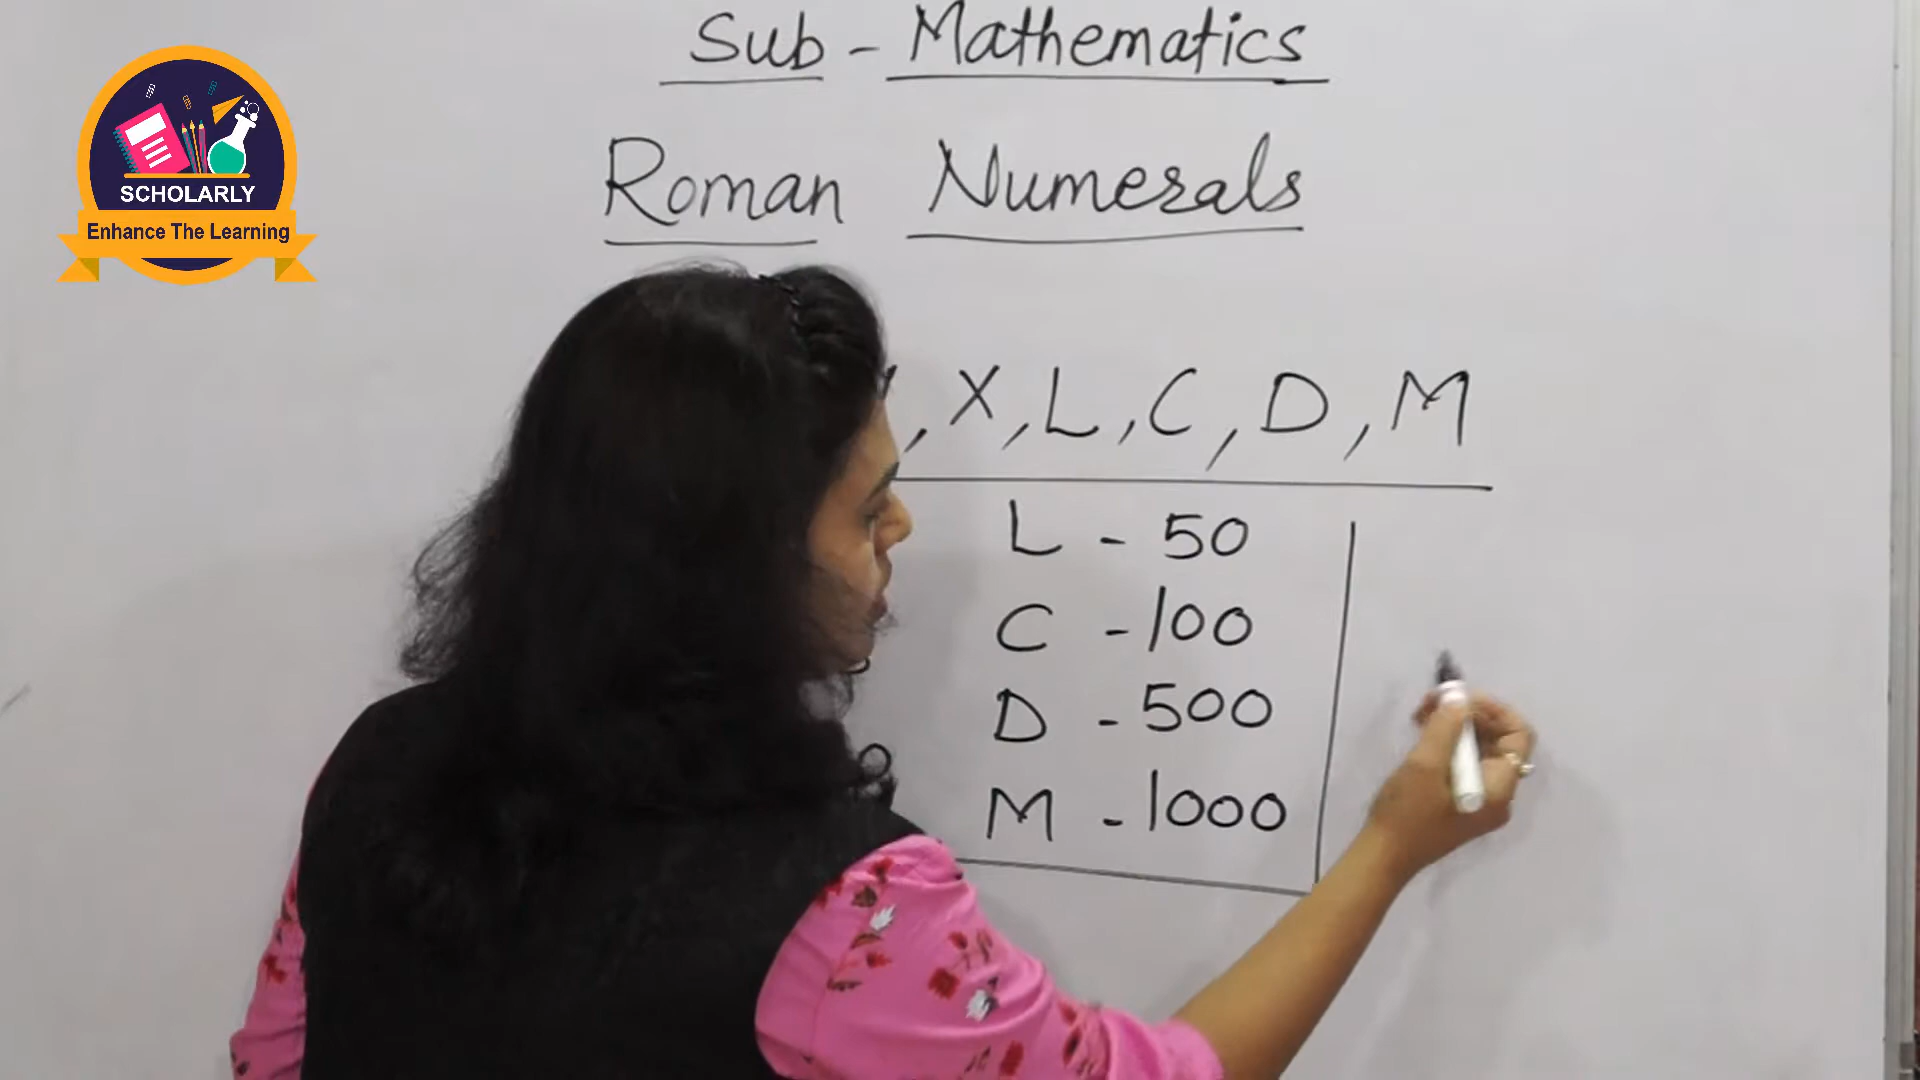 Sub - Mathematics
SCHOLARLY
Enhance The Learning
Roman Numerals
, X, L, C, D, M
L - 50
C - 100
D - 500
M - 1000